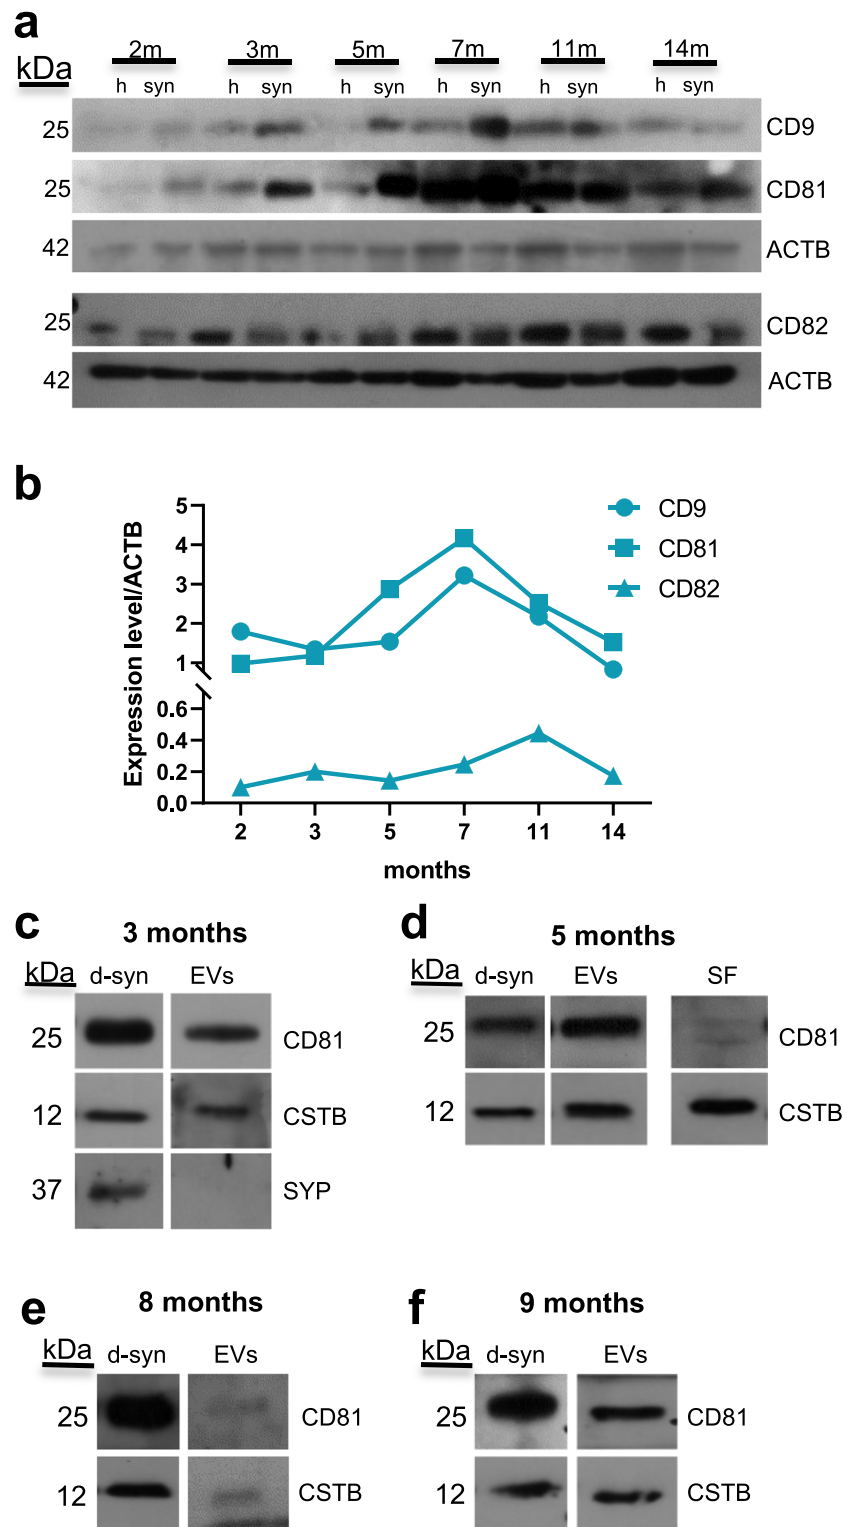 a
2m 3m 5m 7m 11m 14m
kDa
h syn h syn h syn h syn h syn h syn
25 CD9
25 CD81
42 ACTB
25 CD82
42 ACTB
b
Expression level/ACTB
5
4
3
2
1
0.6
0.4
0.2
0.0
2 3 5 7 11 14
months
CD9
CD81
CD82
c
3 months
kDa d-syn EVs
25 CD81
12 CSTB
37 SYP
d
5 months
kDa d-syn EVs SF
25 CD81
12 CSTB
e
8 months
kDa d-syn EVs
25 CD81
12 CSTB
f
9 months
kDa d-syn EVs
25 CD81
12 CSTB